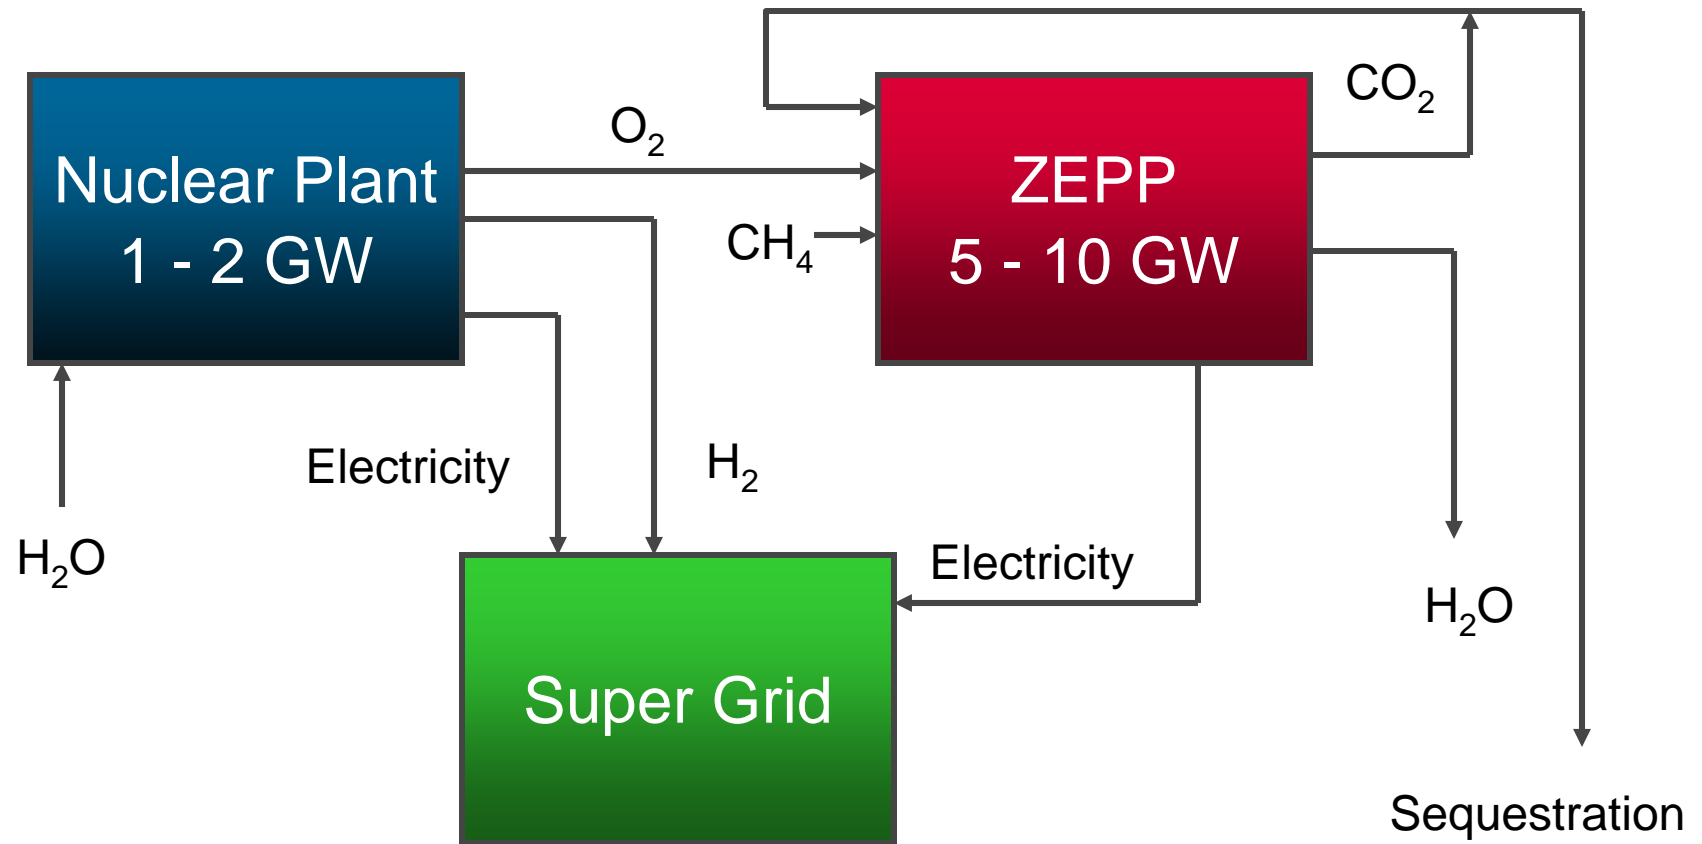 CO₂
O₂
Nuclear Plant
1 - 2 GW
ZEPP
5 - 10 GW
CH₄
Electricity
H₂
H₂O
Electricity
H₂O
Super Grid
Sequestration